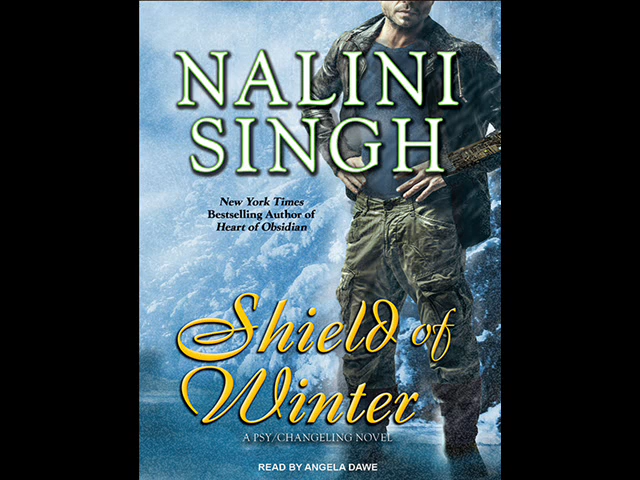 NALINI
SINGH
New York Times
Bestselling Author of
Heart of Obsidian
Shield of
Winter
A PSY/CHANGELING NOVEL
READ BY ANGELA DAWE